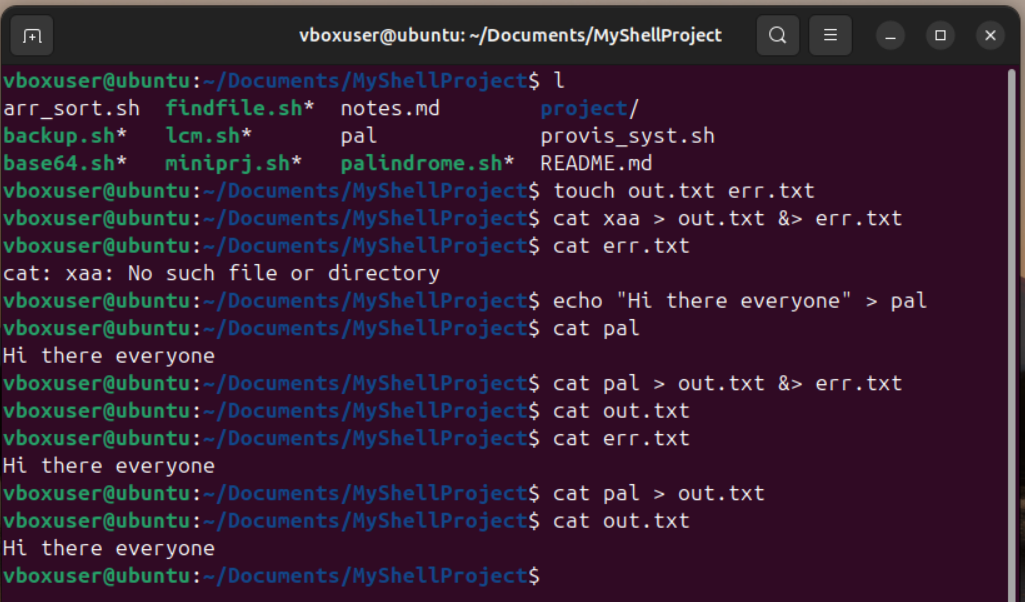 vboxuser@ubuntu: ~/Documents/MyShellProject
vboxuser@ubuntu:~/Documents/MyShellProject$ l
arr_sort.sh  findfile.sh*  notes.md        project/
backup.sh*   lcm.sh*       pal             provis_syst.sh
base64.sh*   miniprj.sh*   palindrome.sh*  README.md
vboxuser@ubuntu:~/Documents/MyShellProject$ touch out.txt err.txt
vboxuser@ubuntu:~/Documents/MyShellProject$ cat xaa > out.txt &> err.txt
vboxuser@ubuntu:~/Documents/MyShellProject$ cat err.txt
cat: xaa: No such file or directory
vboxuser@ubuntu:~/Documents/MyShellProject$ echo "Hi there everyone" > pal
vboxuser@ubuntu:~/Documents/MyShellProject$ cat pal
Hi there everyone
vboxuser@ubuntu:~/Documents/MyShellProject$ cat pal > out.txt &> err.txt
vboxuser@ubuntu:~/Documents/MyShellProject$ cat out.txt
vboxuser@ubuntu:~/Documents/MyShellProject$ cat err.txt
Hi there everyone
vboxuser@ubuntu:~/Documents/MyShellProject$ cat pal > out.txt
vboxuser@ubuntu:~/Documents/MyShellProject$ cat out.txt
Hi there everyone
vboxuser@ubuntu:~/Documents/MyShellProject$